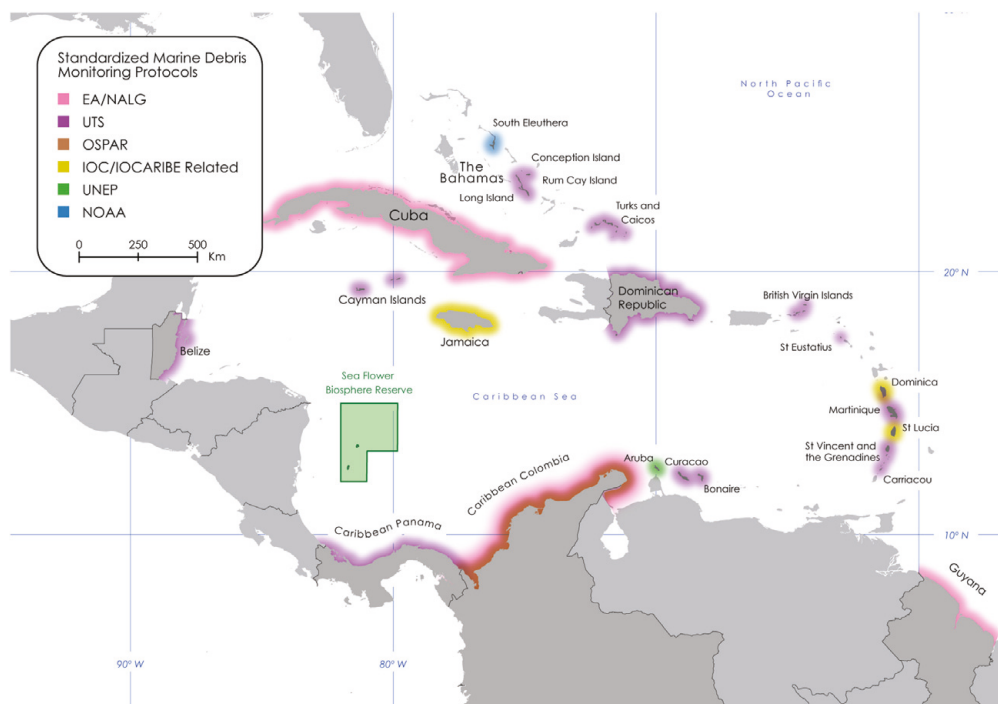 Standardized Marine Debris
Monitoring Protocols
EA/NALG
UTS
OSPAR
IOC/IOCARIBE Related
UNEP
NOAA
0 250 500
Km
North Pacific
Ocean
South Eleuthera
The
Bahamas
Conception Island
Rum Cay Island
Long Island
Cuba
Turks and
Caicos
20° N
Cayman Islands
Dominican
Republic
British Virgin Islands
Jamaica
St Eustatius
Belize
Sea Flower
Biosphere Reserve
Caribbean Sea
Dominica
Martinique
St Lucia
St Vincent and
the Grenadines
Carriacou
Aruba
Curacao
Bonaire
Caribbean Colombia
Caribbean Panama
10° N
Guyana
90° W
80° W